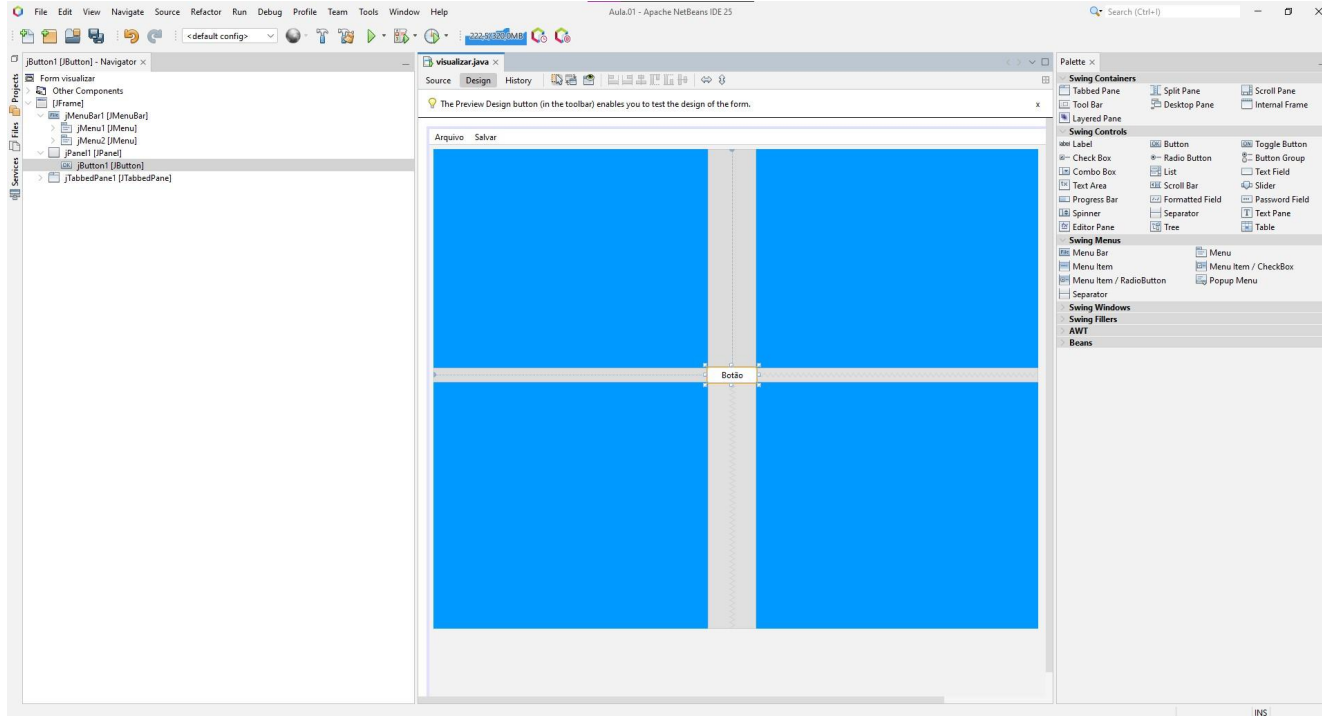 File Edit View Navigate Source Refactor Run Debug Profile Team Tools Window Help
Aula.01 - Apache NetBeans IDE 25
Search (Ctrl+I)
<default config>
222,5/320,0MB
jButton1 [JButton] - Navigator
Form visualizar
Other Components
[JFrame]
jMenuBar1 [JMenuBar]
jMenu1 [JMenu]
jMenu2 [JMenu]
jPanel1 [JPanel]
jButton1 [JButton]
jTabbedPane1 [JTabbedPane]
Projects
Files
Services
visualizar.java
Source Design History
The Preview Design button (in the toolbar) enables you to test the design of the form. x
Arquivo Salvar
Botão
Palette
Swing Containers
Tabbed Pane Split Pane Scroll Pane
Tool Bar Desktop Pane Internal Frame
Layered Pane
Swing Controls
Label Button Toggle Button
Check Box Radio Button Button Group
Combo Box List Text Field
Text Area Scroll Bar Slider
Progress Bar Formatted Field Password Field
Spinner Separator Text Pane
Editor Pane Tree Table
Swing Menus
Menu Bar Menu
Menu Item Menu Item / CheckBox
Menu Item / RadioButton Popup Menu
Separator
Swing Windows
Swing Fillers
AWT
Beans
INS